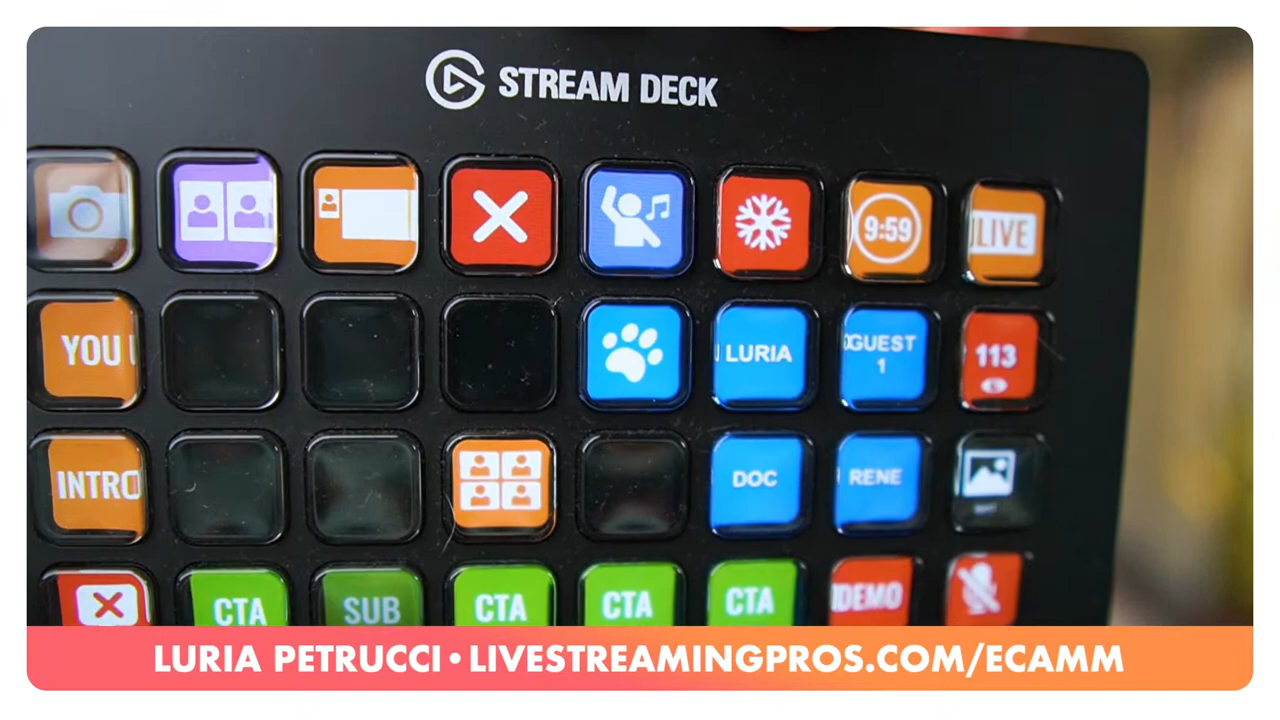 STREAM DECK
9:59
LIVE
YOU
LURIA
GUEST
1
113
INTRO
DOC
RENE
CTA
SUB
CTA
CTA
CTA
DEMO
LURIA PETRUCCI • LIVESTREAMINGPROS.COM/ECAMM